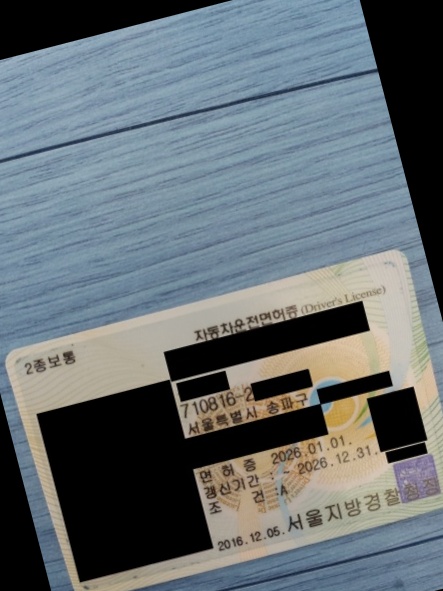 자동차운전면허증 (Driver's License)
2종보통
710816-2
서울특별시 송파구
면 허 증 2026.01.01.
갱신기간 : ~ 2026.12.31.
조 건 :A
2016.12.05. 서울지방경찰청장